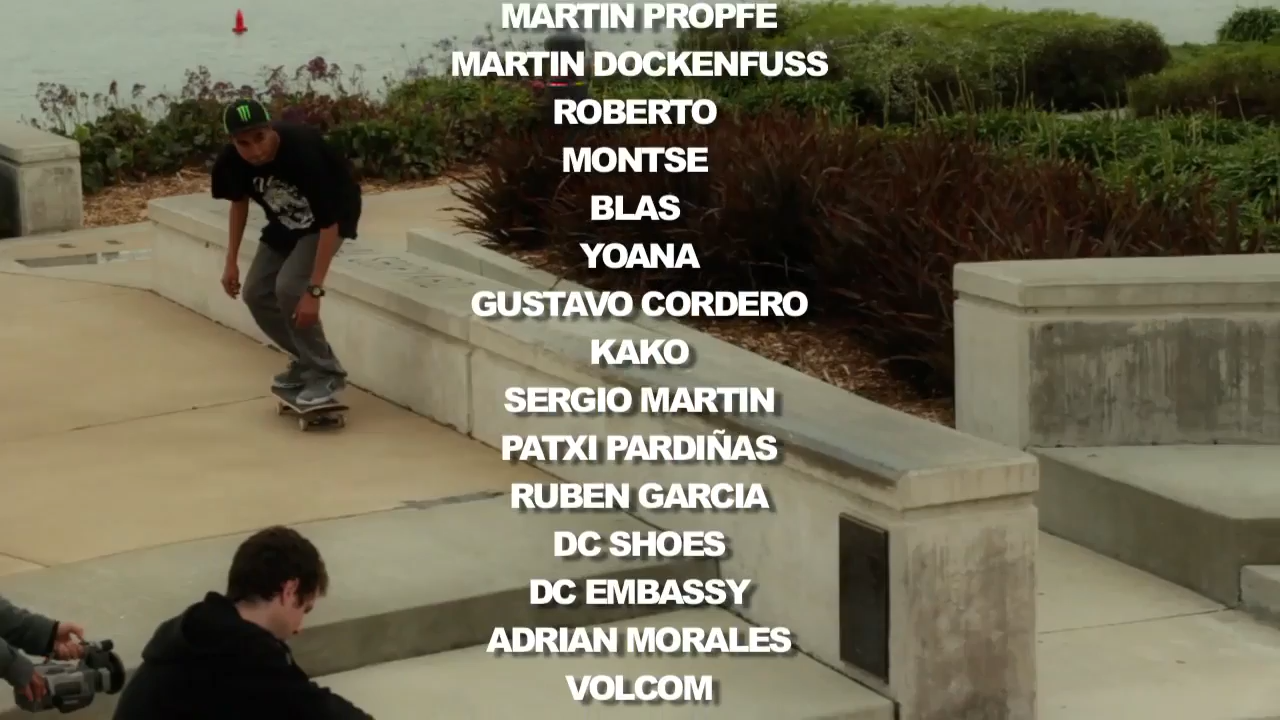 MARTIN PROPFE
MARTIN DOCKENFUSS
ROBERTO
MONTSE
BLAS
YOANA
GUSTAVO CORDERO
KAKO
SERGIO MARTIN
PATXI PARDIÑAS
RUBEN GARCIA
DC SHOES
DC EMBASSY
ADRIAN MORALES
VOLCOM